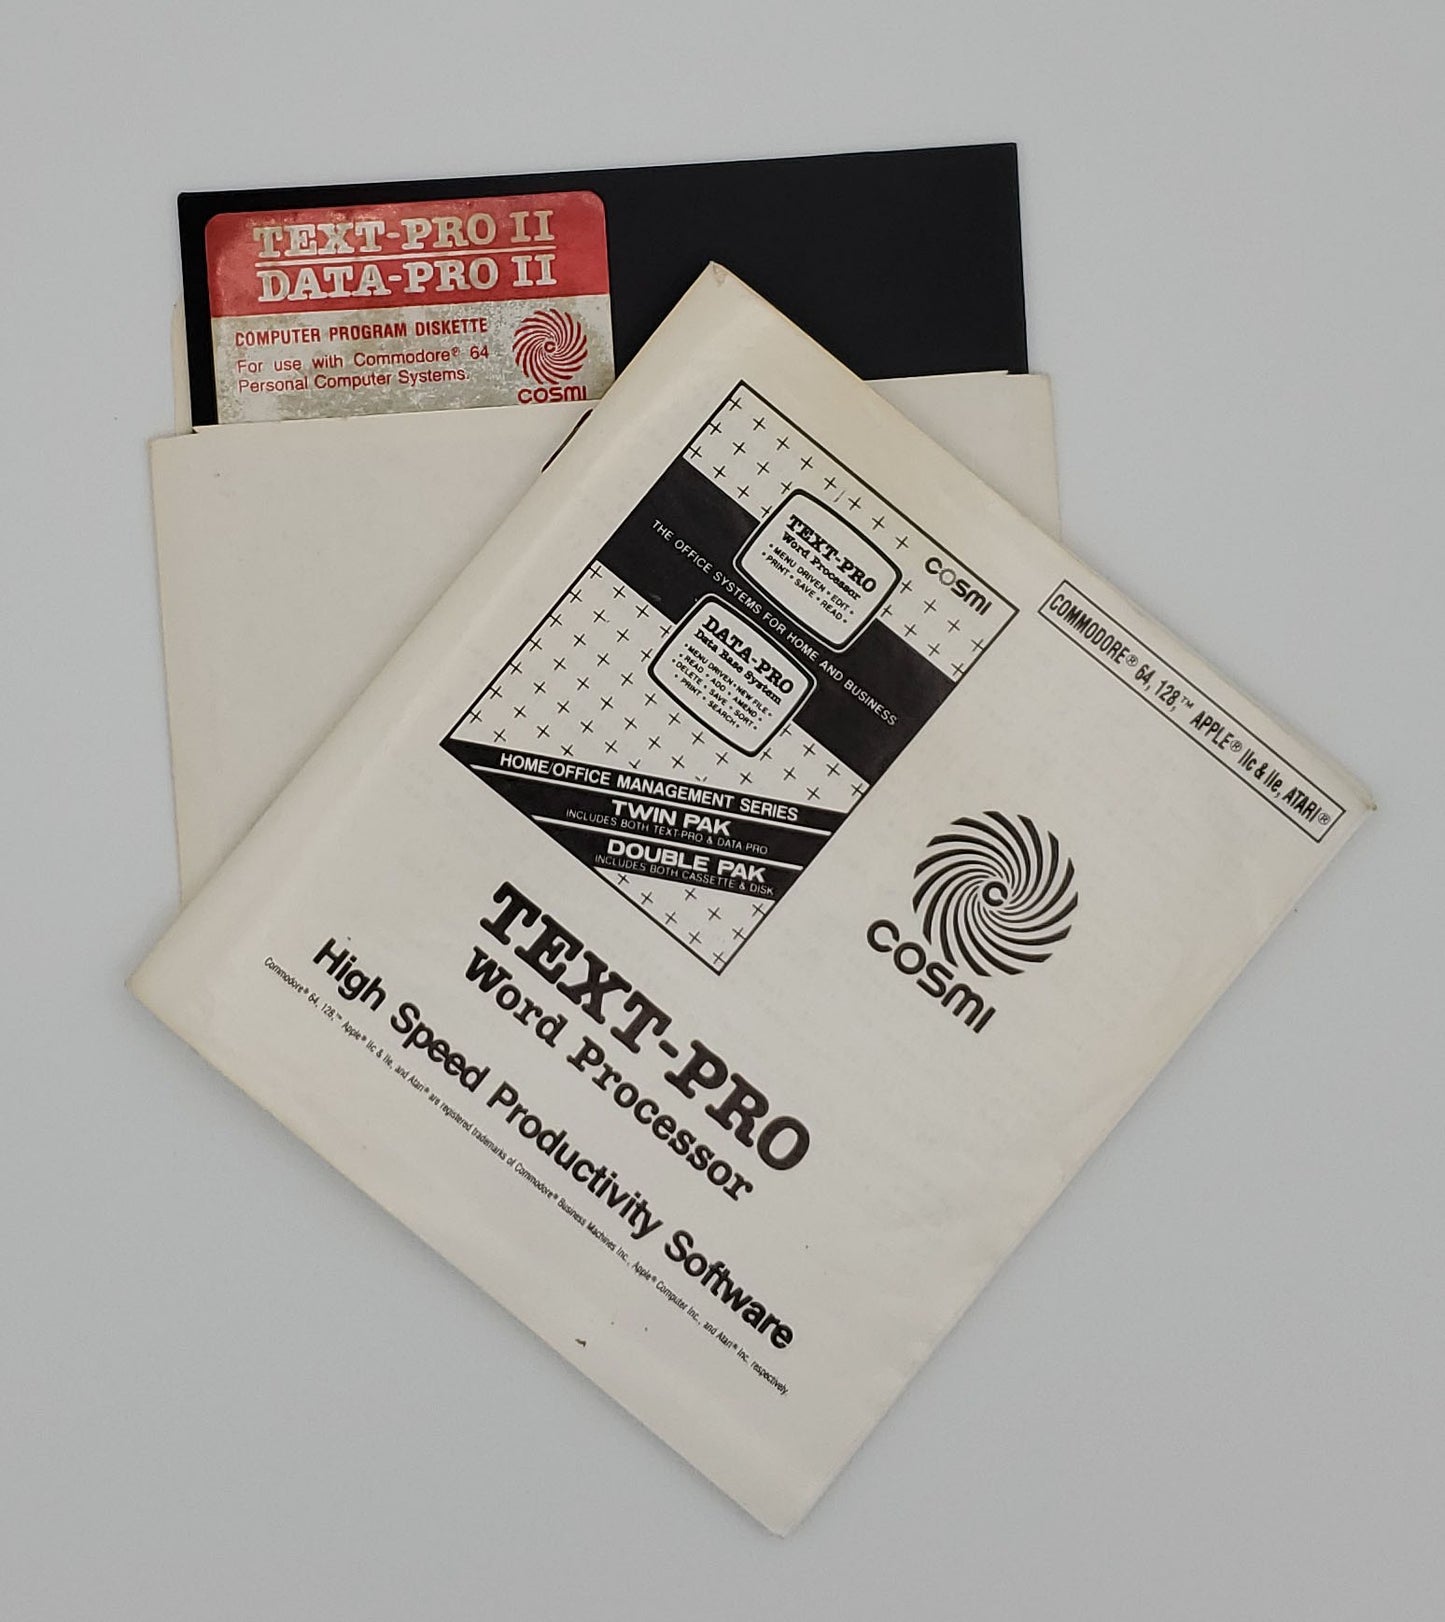 TEXT-PRO II
DATA-PRO II
COMPUTER PROGRAM DISKETTE
For use with Commodore® 64
Personal Computer Systems.
C
COSMI
COSMI
TEXT-PRO
Word Processor
• MENU DRIVEN • EDIT •
• PRINT • SAVE • READ •
THE OFFICE SYSTEMS FOR HOME AND BUSINESS
DATA-PRO
Data Base System
• MENU DRIVEN • NEW FILE •
• READ • ADD • AMEND •
• DELETE • SAVE • SORT •
• PRINT • SEARCH •
HOME/OFFICE MANAGEMENT SERIES
TWIN PAK
INCLUDES BOTH TEXT-PRO & DATA-PRO
DOUBLE PAK
INCLUDES BOTH CASSETTE & DISK
COMMODORE® 64, 128,™ APPLE® IIc & IIe, ATARI®
C
COSMI
TEXT-PRO
Word Processor
High Speed Productivity Software
Commodore® 64, 128,™ Apple® IIc & IIe, and Atari® are registered trademarks of Commodore® Business Machines Inc., Apple® Computer Inc., and Atari® Inc. respectively.